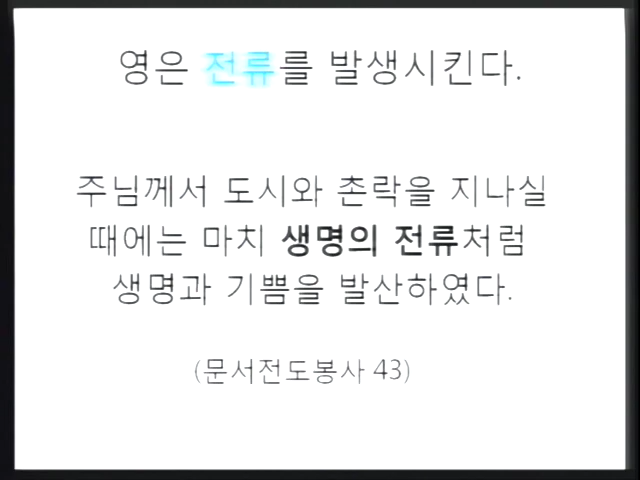 영은 전류를 발생시킨다.
주님께서 도시와 촌락을 지나실
때에는 마치 생명의 전류처럼
생명과 기쁨을 발산하였다.
(문서전도봉사 43)